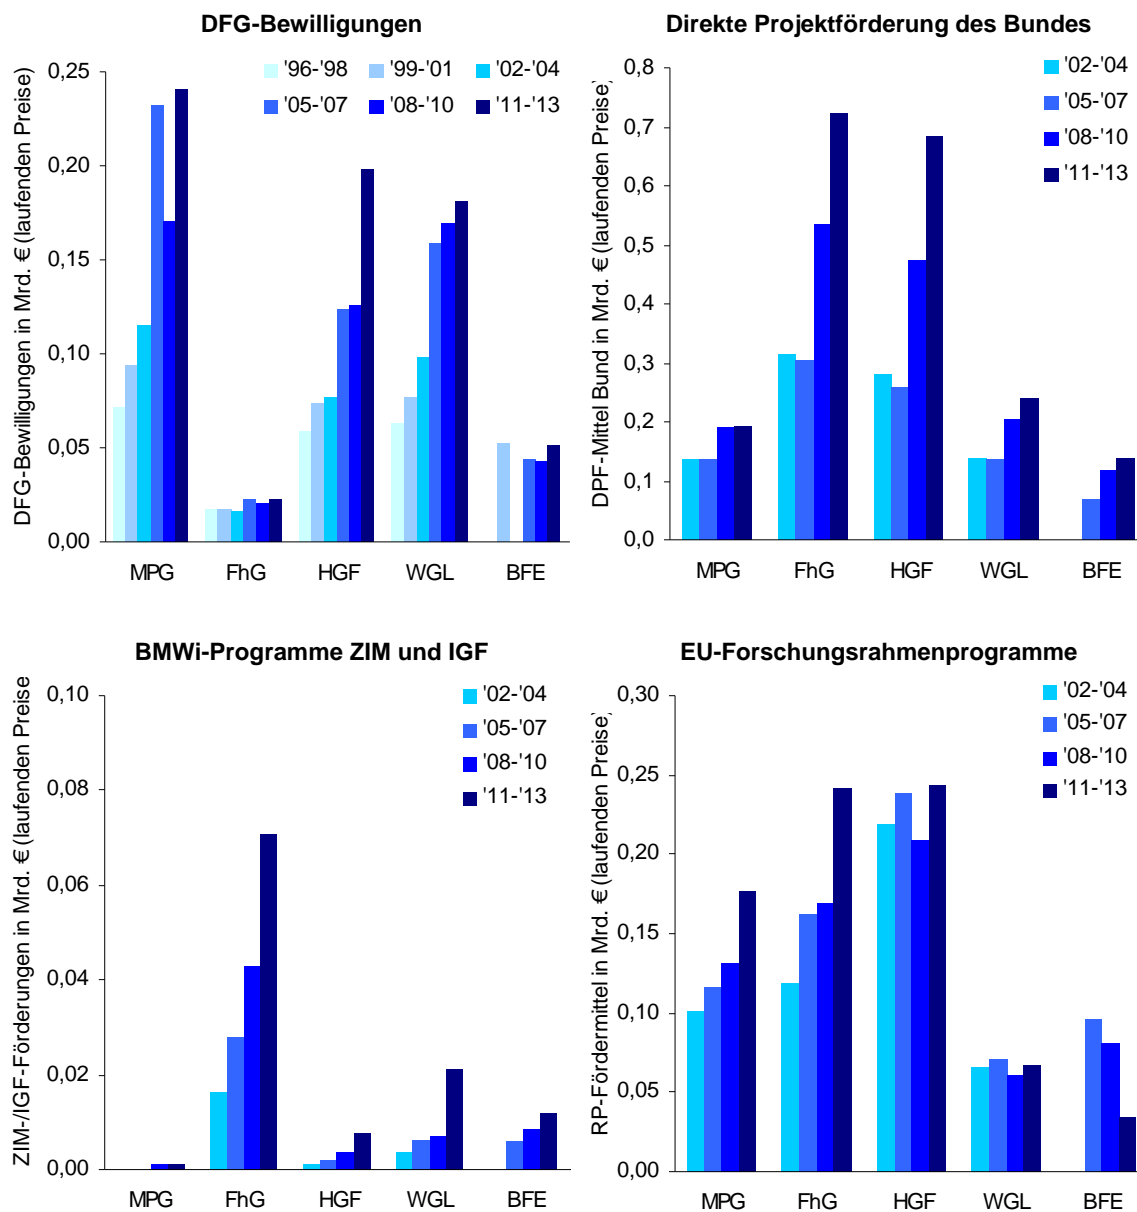 DFG-Bewilligungen
DFG-Bewilligungen in Mrd. € (laufenden Preise)
'96-'98 '99-'01 '02-'04
'05-'07 '08-'10 '11-'13
0,25
0,20
0,15
0,10
0,05
0,00
MPG FhG HGF WGL BFE
Direkte Projektförderung des Bundes
DPF-Mittel Bund in Mrd. € (laufenden Preise)
'02-'04
'05-'07
'08-'10
'11-'13
0,8
0,7
0,6
0,5
0,4
0,3
0,2
0,1
0,0
MPG FhG HGF WGL BFE
BMWi-Programme ZIM und IGF
ZIM-/IGF-Förderungen in Mrd. € (laufenden Preise
'02-'04
'05-'07
'08-'10
'11-'13
0,10
0,08
0,06
0,04
0,02
0,00
MPG FhG HGF WGL BFE
EU-Forschungsrahmenprogramme
RP-Fördermittel in Mrd. € (laufenden Preise)
'02-'04
'05-'07
'08-'10
'11-'13
0,30
0,25
0,20
0,15
0,10
0,05
0,00
MPG FhG HGF WGL BFE